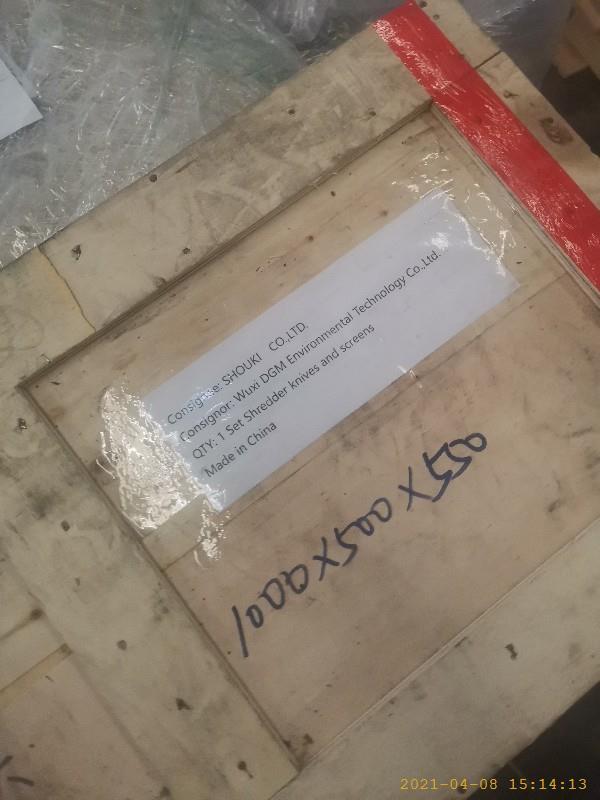 Consignee: SHOUKI CO.,LTD.
Consignor: Wuxi DGM Environmental Technology Co.,Ltd.
QTY: 1 Set Shredder knives and screens
Made in China
1000X500X550
2021-04-08 15:14:13